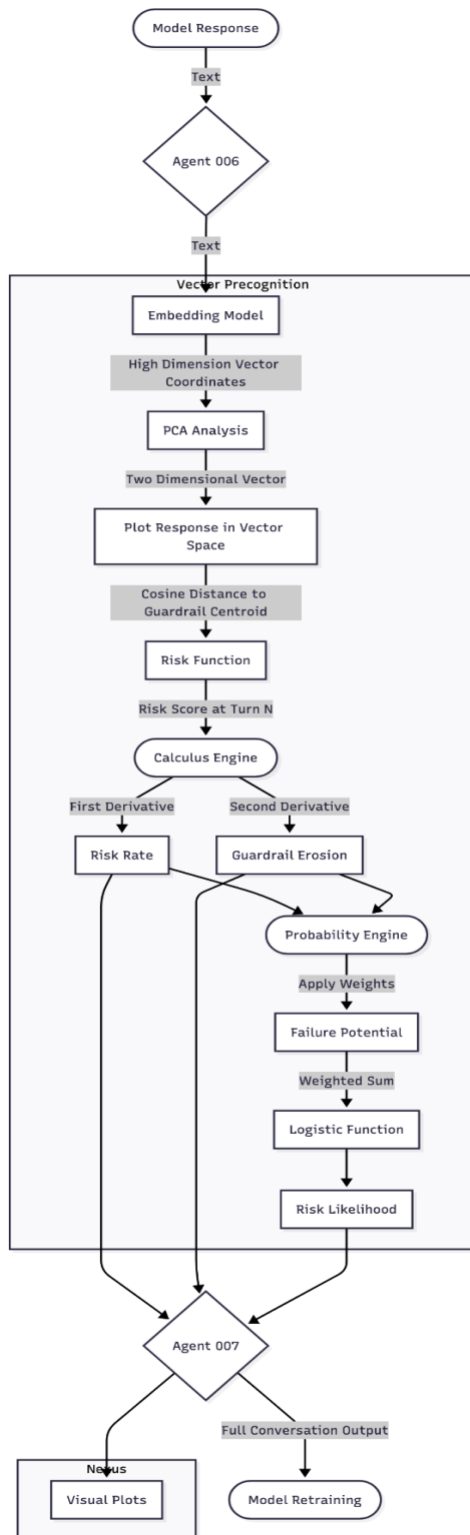 Model Response
Text
Agent 006
Text
Vector Precognition
Embedding Model
High Dimension Vector
Coordinates
PCA Analysis
Two Dimensional Vector
Plot Response in Vector
Space
Cosine Distance to
Guardrail Centroid
Risk Function
Risk Score at Turn N
Calculus Engine
First Derivative
Second Derivative
Risk Rate
Guardrail Erosion
Probability Engine
Apply Weights
Failure Potential
Weighted Sum
Logistic Function
Risk Likelihood
Agent 007
Full Conversation Output
Nexus
Visual Plots
Model Retraining